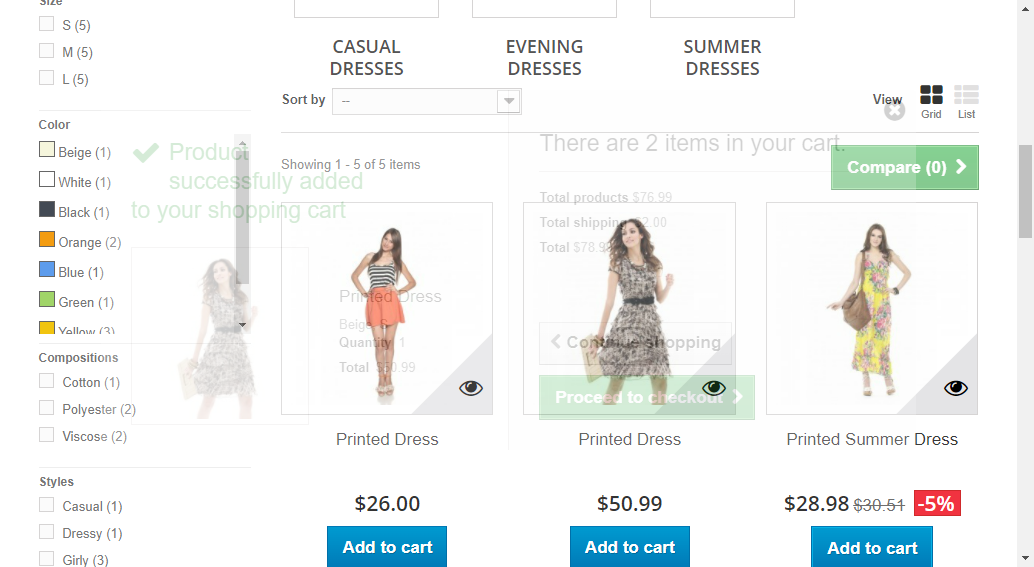 Size
S (5)
M (5)
L (5)
Color
Beige (1)
White (1)
Black (1)
Orange (2)
Blue (1)
Green (1)
Yellow (3)
Compositions
Cotton (1)
Polyester (2)
Viscose (2)
Styles
Casual (1)
Dressy (1)
Girly (3)
CASUAL
DRESSES
EVENING
DRESSES
SUMMER
DRESSES
Sort by
--
View
Grid
List
Showing 1 - 5 of 5 items
Compare (0)
Product
successfully added
to your shopping cart
Printed Dress
Beige, S
Quantity 1
Total $50.99
There are 2 items in your cart.
Total products $76.99
Total shipping $2.00
Total $78.99
Continue shopping
Proceed to checkout
Printed Dress
$26.00
Add to cart
Printed Dress
$50.99
Add to cart
Printed Summer Dress
$28.98 $30.51 -5%
Add to cart